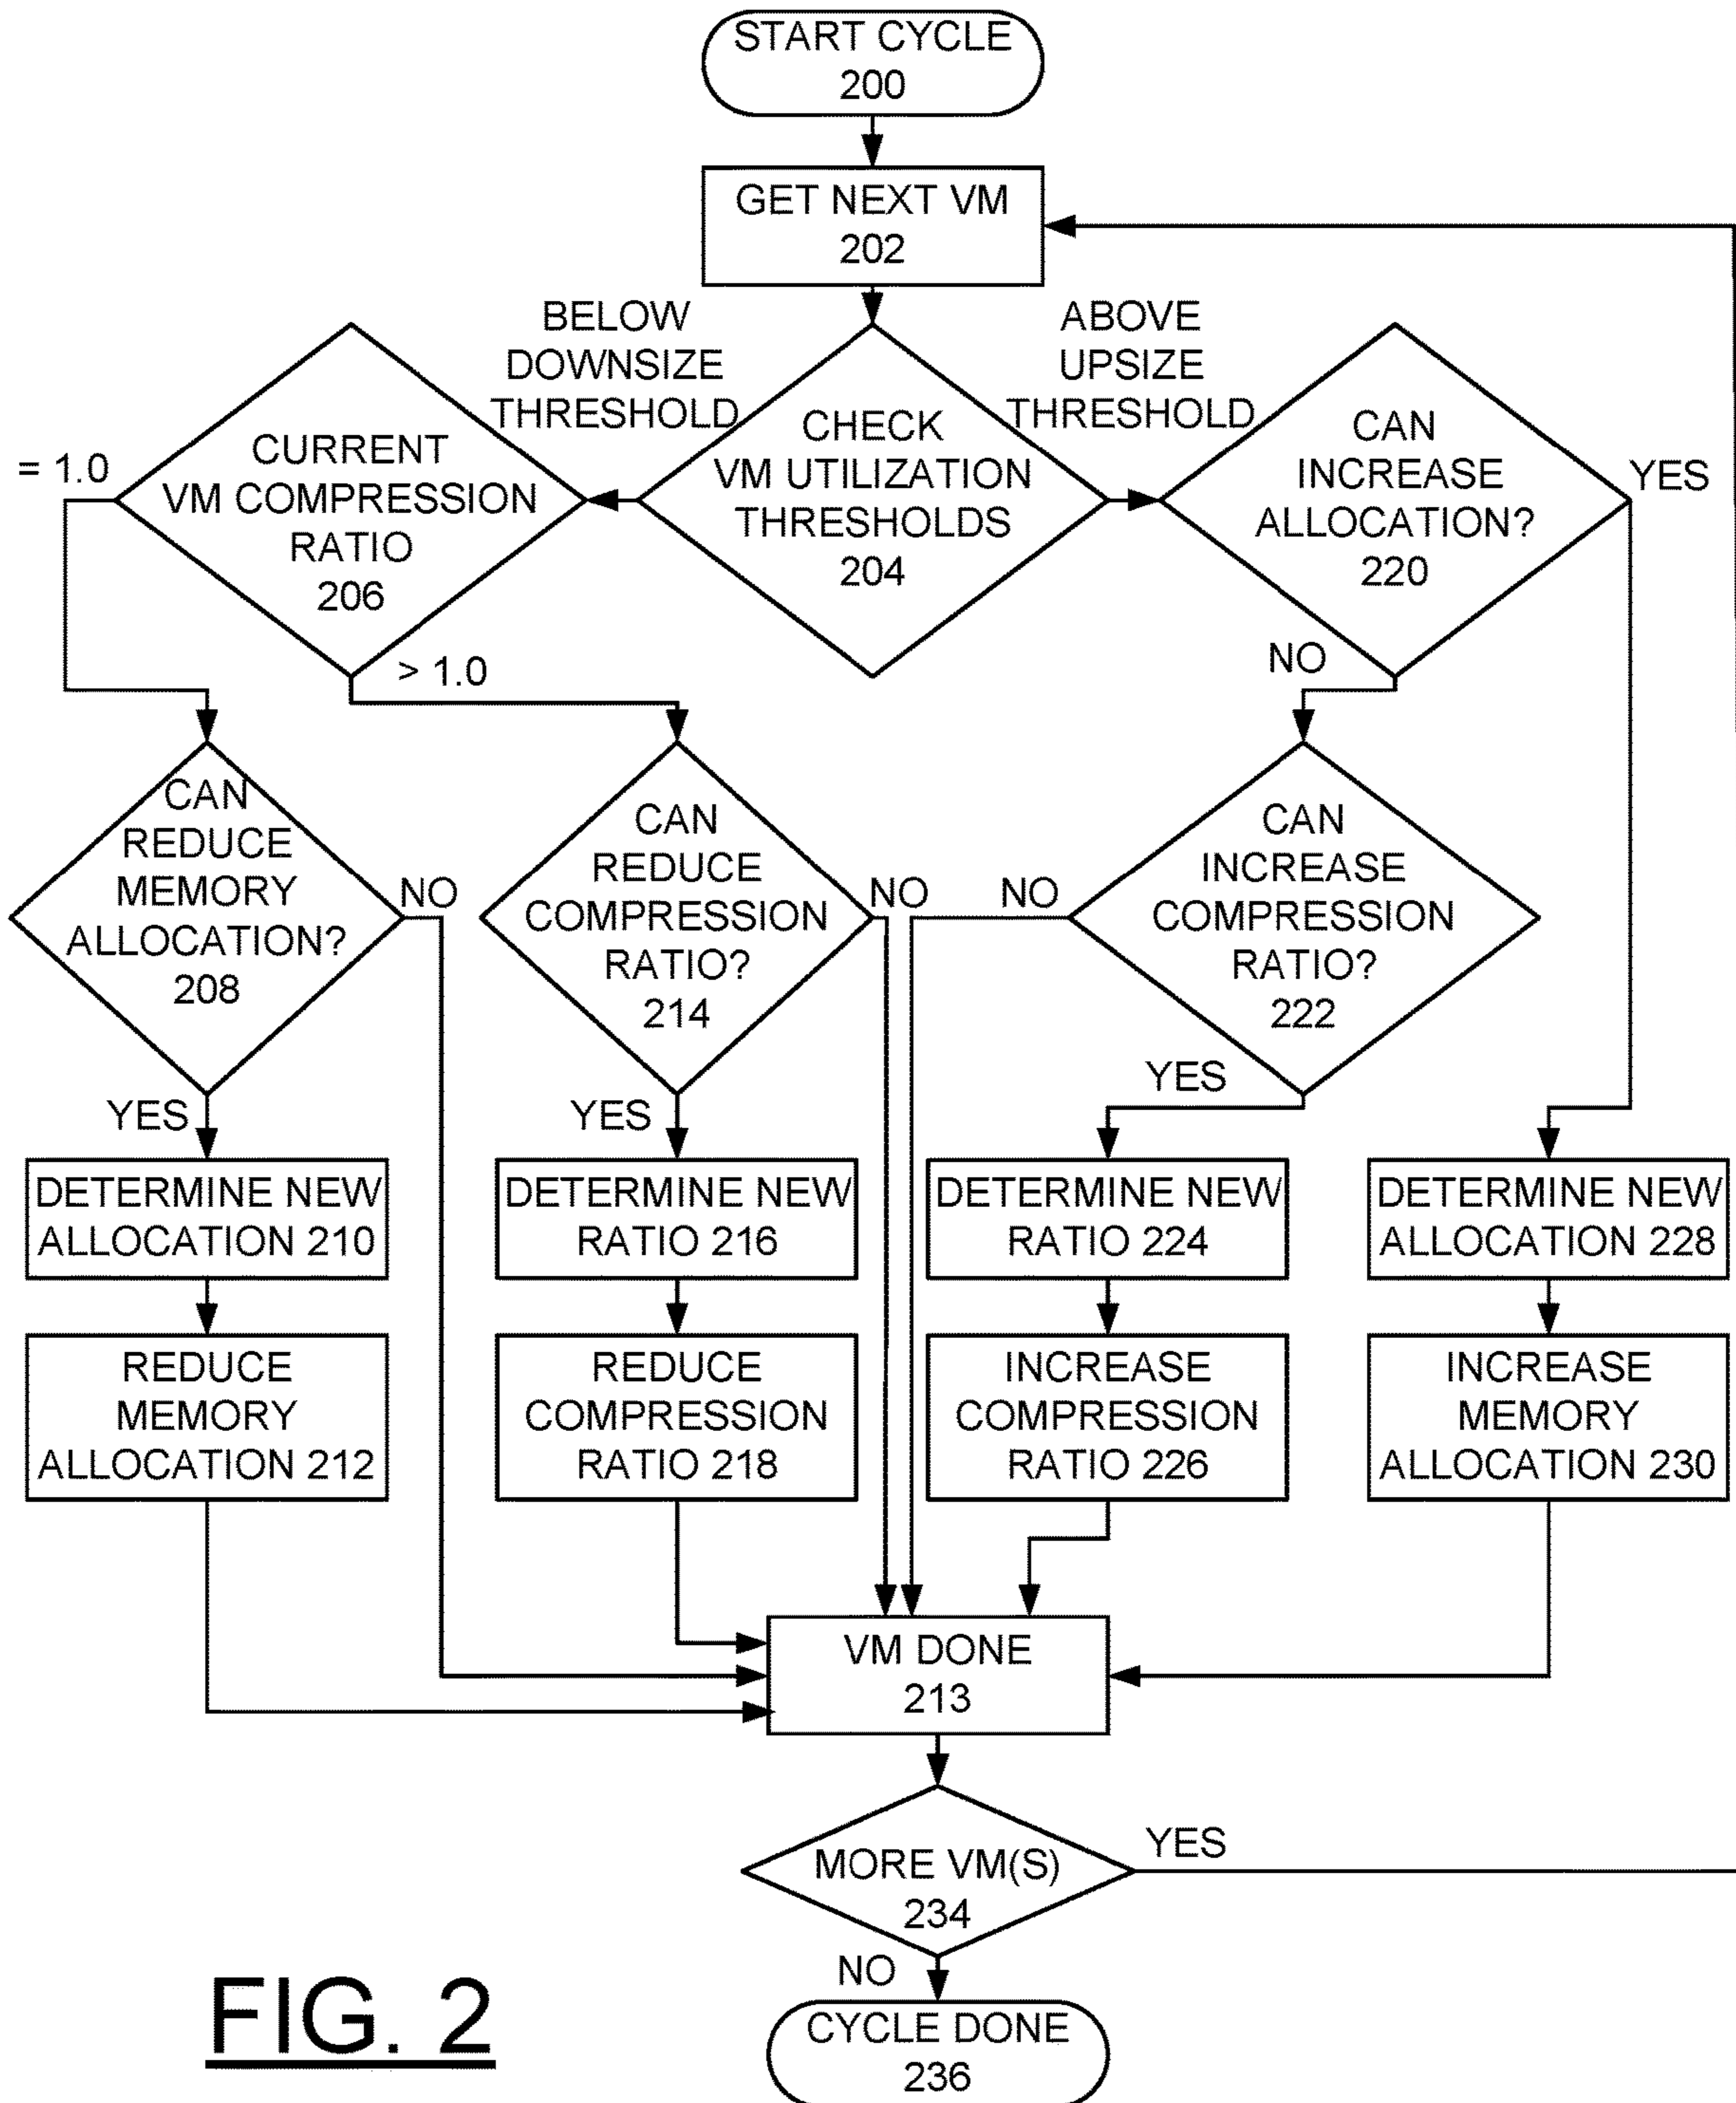 START CYCLE
200
GET NEXT VM
202
BELOW
DOWNSIZE
THRESHOLD
ABOVE
UPSIZE
THRESHOLD
CURRENT
VM COMPRESSION
RATIO
206
= 1.0
> 1.0
CHECK
VM UTILIZATION
THRESHOLDS
204
CAN
INCREASE
ALLOCATION?
220
YES
NO
CAN
REDUCE
MEMORY
ALLOCATION?
208
NO
YES
CAN
REDUCE
COMPRESSION
RATIO?
214
NO
YES
CAN
INCREASE
COMPRESSION
RATIO?
222
NO
YES
DETERMINE NEW
ALLOCATION 210
DETERMINE NEW
RATIO 216
DETERMINE NEW
RATIO 224
DETERMINE NEW
ALLOCATION 228
REDUCE
MEMORY
ALLOCATION 212
REDUCE
COMPRESSION
RATIO 218
INCREASE
COMPRESSION
RATIO 226
INCREASE
MEMORY
ALLOCATION 230
VM DONE
213
MORE VM(S)
234
YES
NO
CYCLE DONE
236
FIG. 2